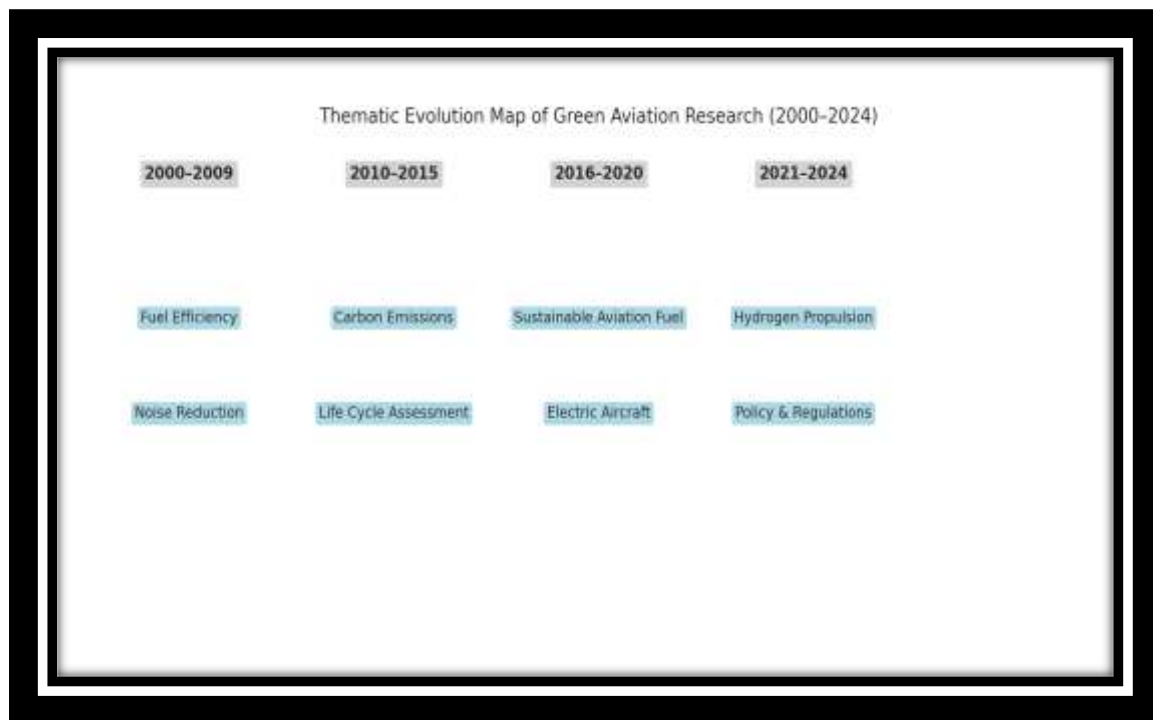 Thematic Evolution Map of Green Aviation Research (2000–2024)
2000–2009 2010–2015 2016–2020 2021–2024
Fuel Efficiency Carbon Emissions Sustainable Aviation Fuel Hydrogen Propulsion
Noise Reduction Life Cycle Assessment Electric Aircraft Policy & Regulations